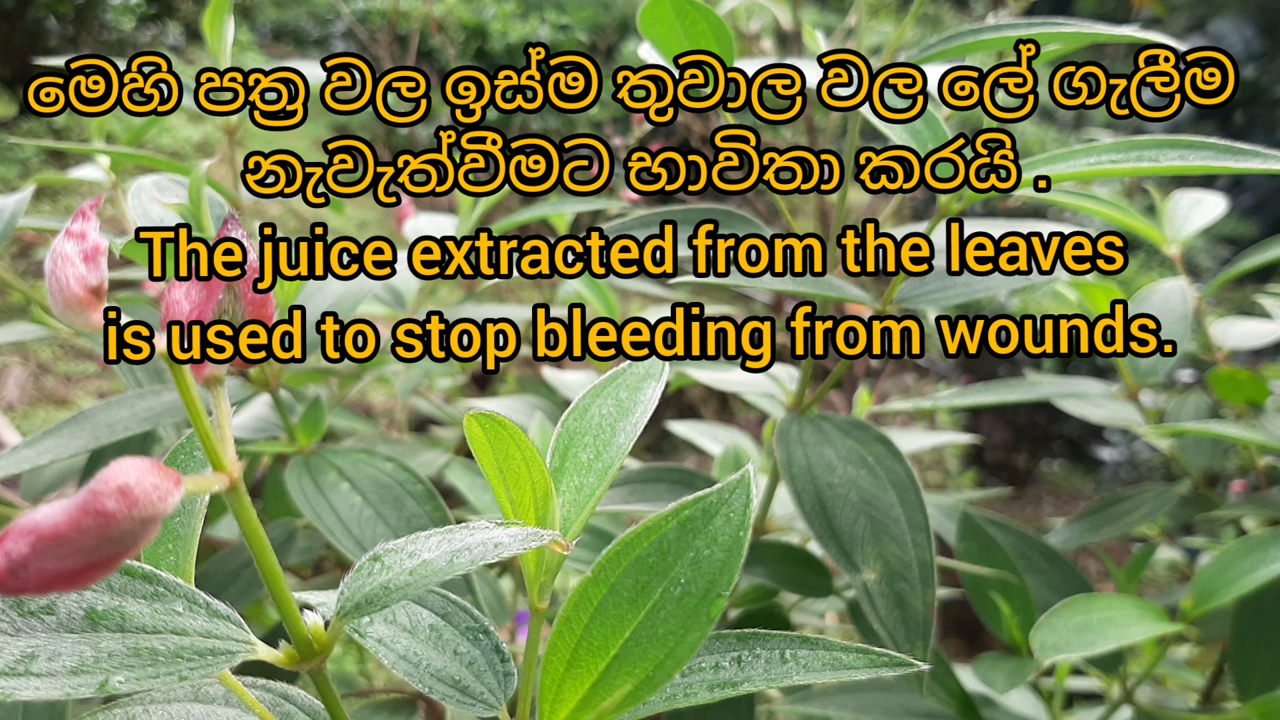 මෙහි පත්‍ර වල ඉස්ම තුවාල වල ලේ ගැලීම
නැවැත්වීමට භාවිතා කරයි .
The juice extracted from the leaves
is used to stop bleeding from wounds.